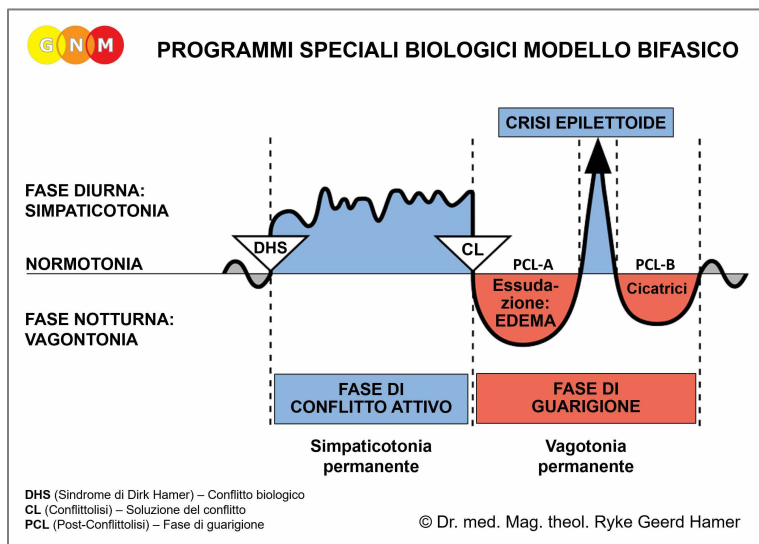 G N M
PROGRAMMI SPECIALI BIOLOGICI MODELLO BIFASICO
CRISI EPILETTOIDE
FASE DIURNA:
SIMPATICOTONIA
DHS
CL
NORMOTONIA
PCL-A
PCL-B
Essuda-
zione:
EDEMA
Cicatrici
FASE NOTTURNA:
VAGONTONIA
FASE DI
CONFLITTO ATTIVO
FASE DI
GUARIGIONE
Simpaticotonia
permanente
Vagotonia
permanente
DHS (Sindrome di Dirk Hamer) – Conflitto biologico
CL (Conflittolisi) – Soluzione del conflitto
PCL (Post-Conflittolisi) – Fase di guarigione
© Dr. med. Mag. theol. Ryke Geerd Hamer